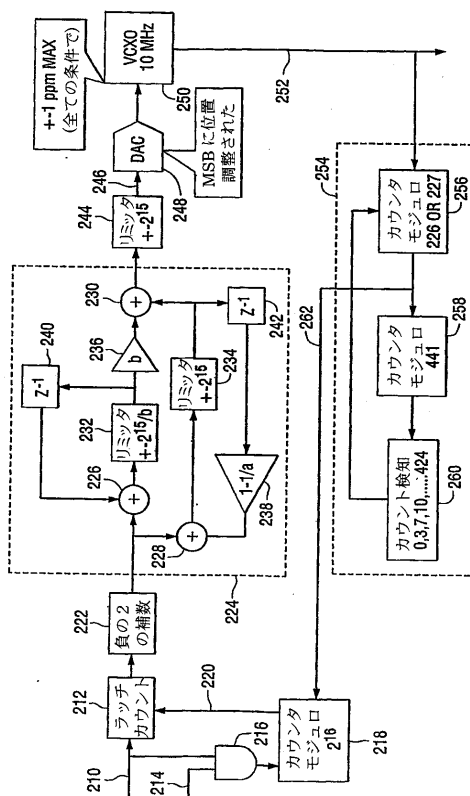 +-1 ppm MAX
(全ての条件で)
VCXO
10 MHz
250
252
DAC
246
248
MSBに位置
調整された
244
リミッタ
+-2¹⁵
230
+
236
b
240
Z⁻¹
232
リミッタ
+-2¹⁵/b
226
+
242
Z⁻¹
234
リミッタ
+-2¹⁵
238
1-1/a
228
+
224
222
負の2
の補数
212
ラッチ
カウント
210
214
216
220
218
カウンタ
モジュロ
2¹⁶
262
254
カウンタ
モジュロ
226 OR 227
256
カウンタ
モジュロ
441
258
カウント検知
0,3,7,10,.....424
260